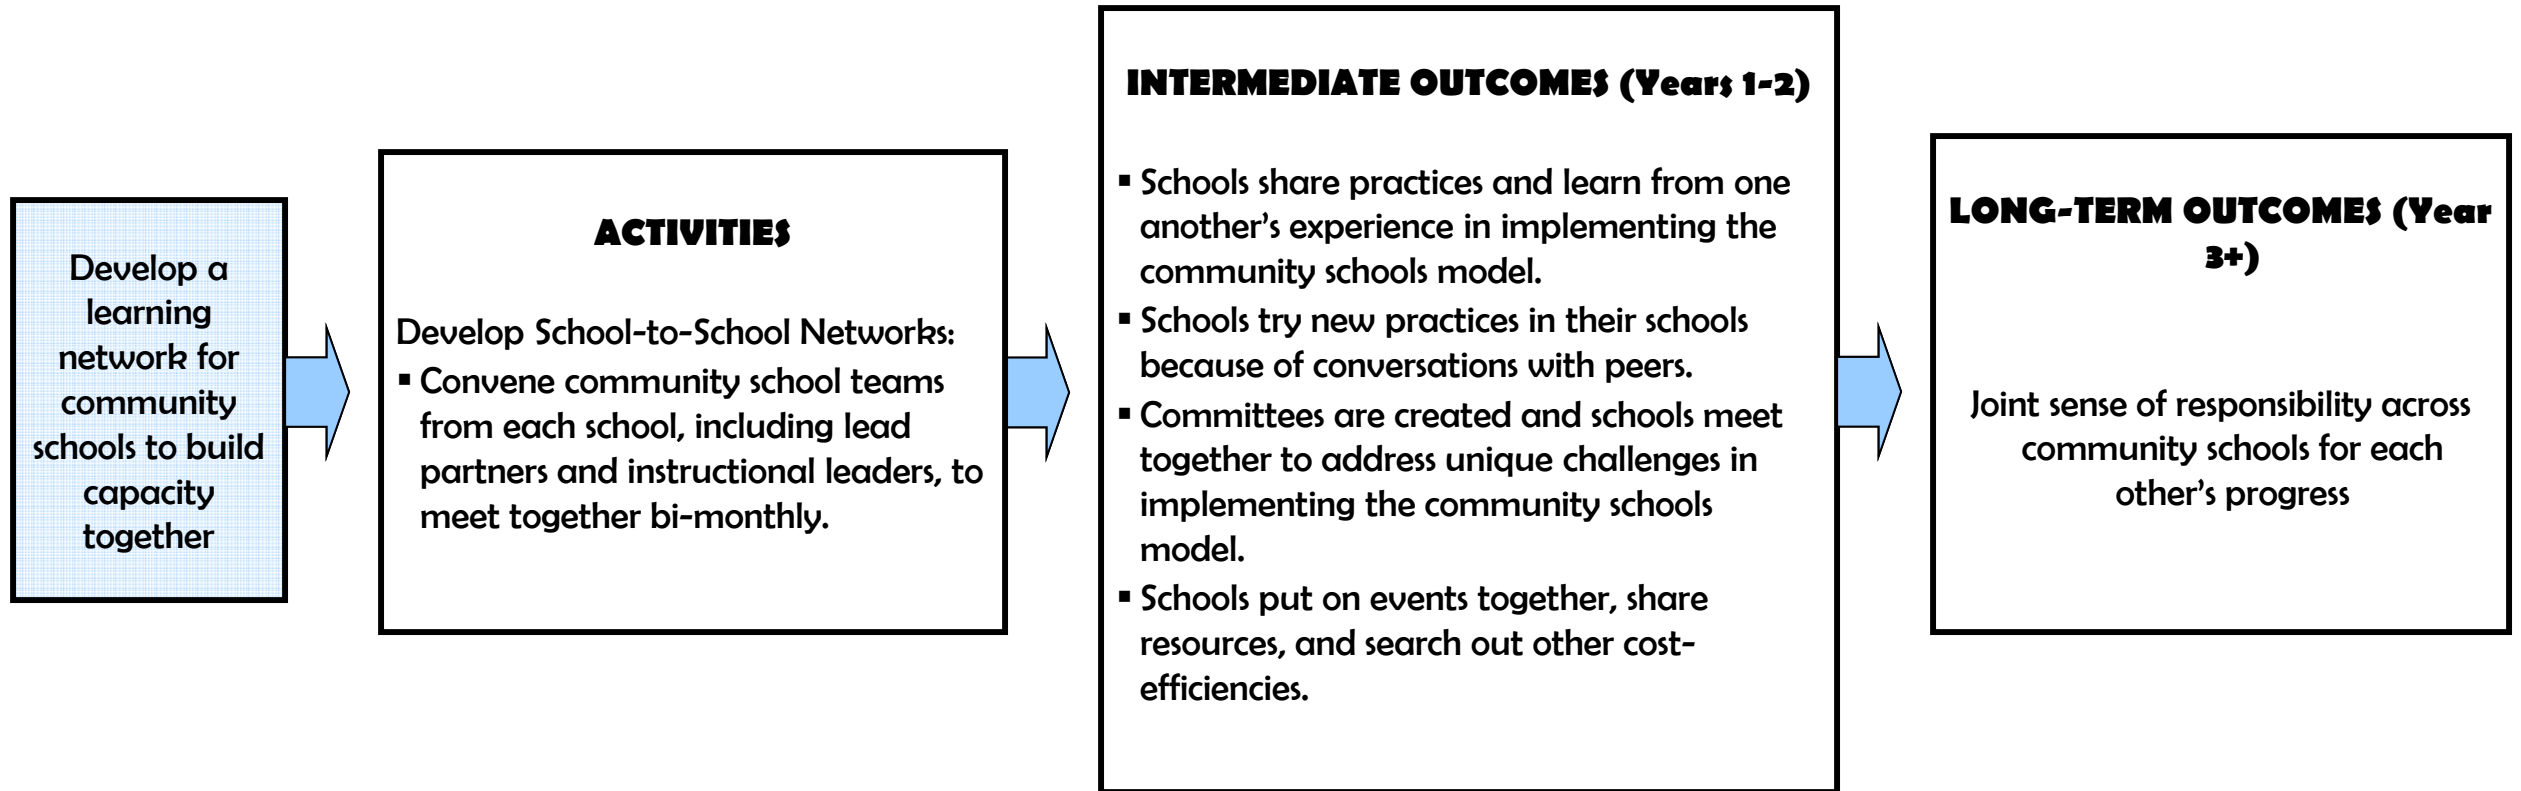 Develop a
learning
network for
community
schools to build
capacity
together
ACTIVITIES
Develop School-to-School Networks:
▪ Convene community school teams
from each school, including lead
partners and instructional leaders, to
meet together bi-monthly.
INTERMEDIATE OUTCOMES (Years 1-2)
▪ Schools share practices and learn from one
another’s experience in implementing the
community schools model.
▪ Schools try new practices in their schools
because of conversations with peers.
▪ Committees are created and schools meet
together to address unique challenges in
implementing the community schools
model.
▪ Schools put on events together, share
resources, and search out other cost-
efficiencies.
LONG-TERM OUTCOMES (Year
3+)
Joint sense of responsibility across
community schools for each
other’s progress